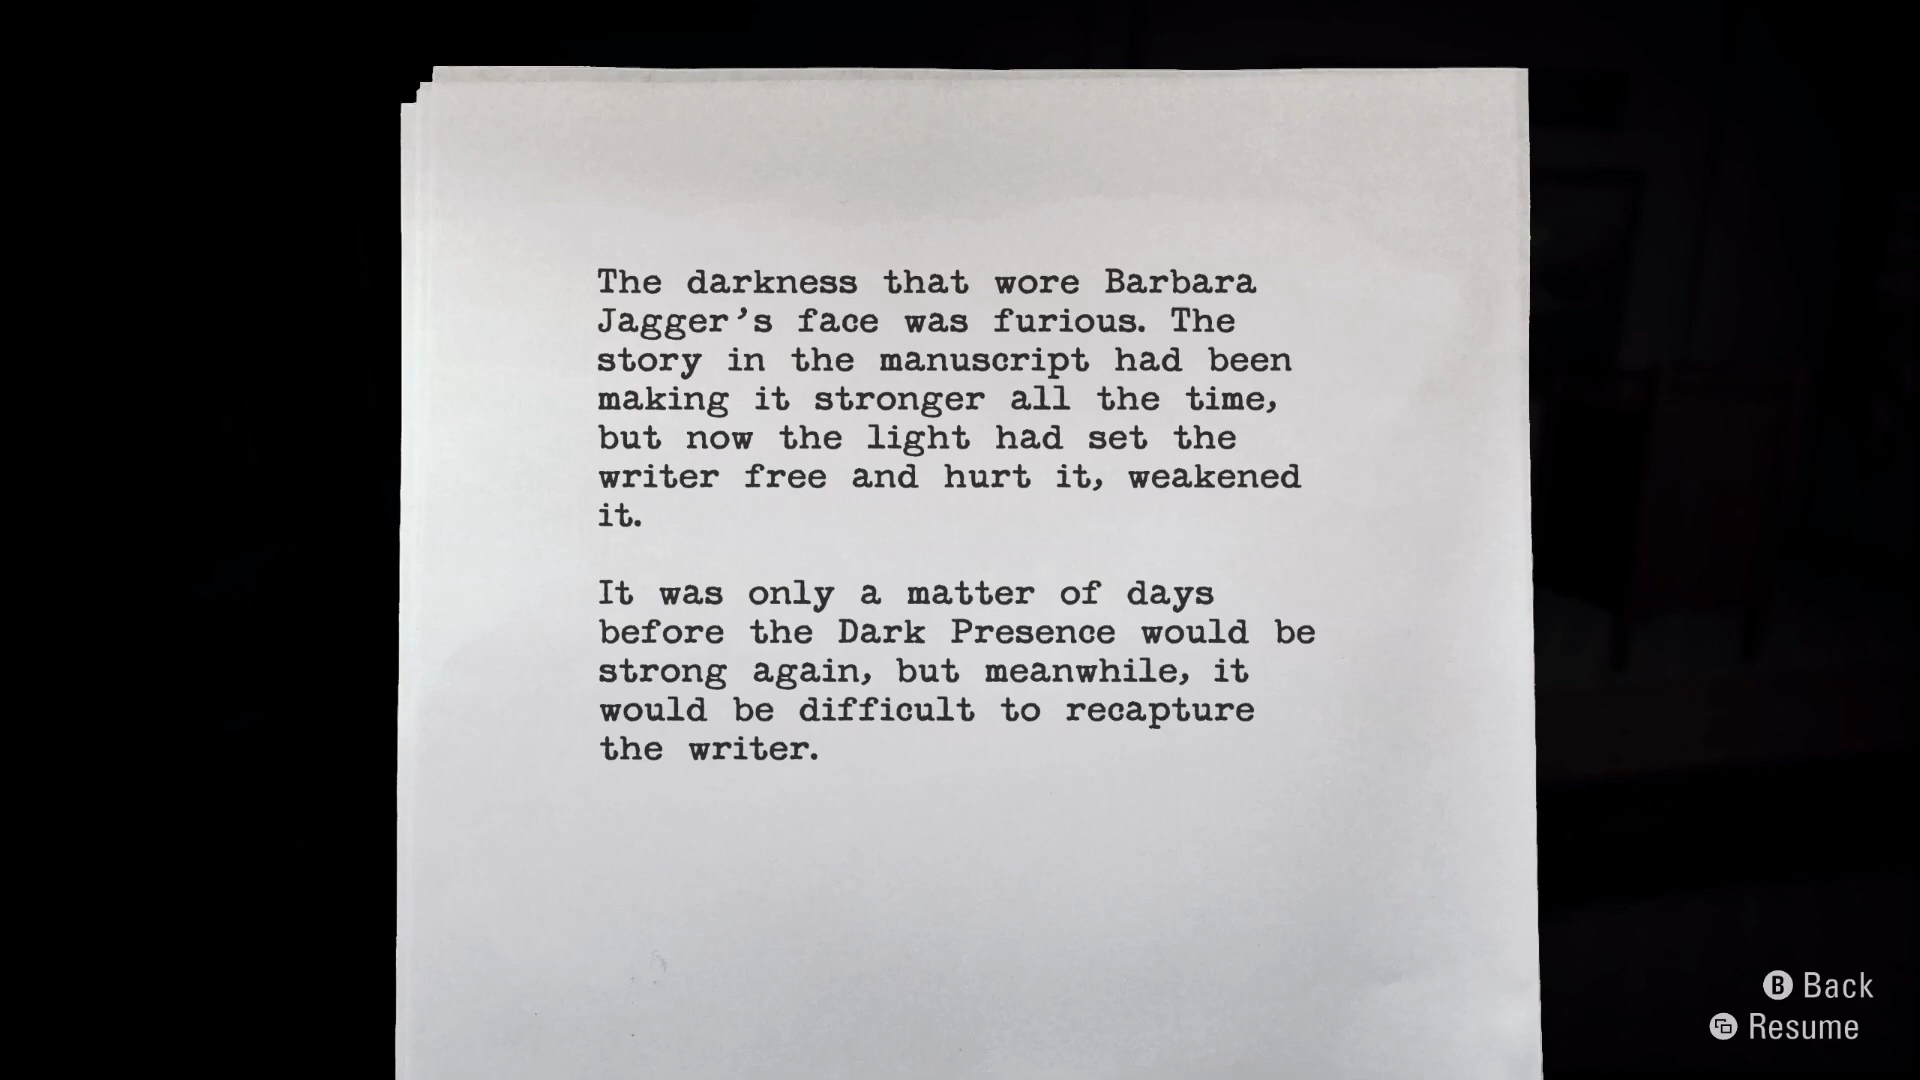 The darkness that wore Barbara
Jagger's face was furious. The
story in the manuscript had been
making it stronger all the time,
but now the light had set the
writer free and hurt it, weakened
it.
It was only a matter of days
before the Dark Presence would be
strong again, but meanwhile, it
would be difficult to recapture
the writer.
B Back
Resume